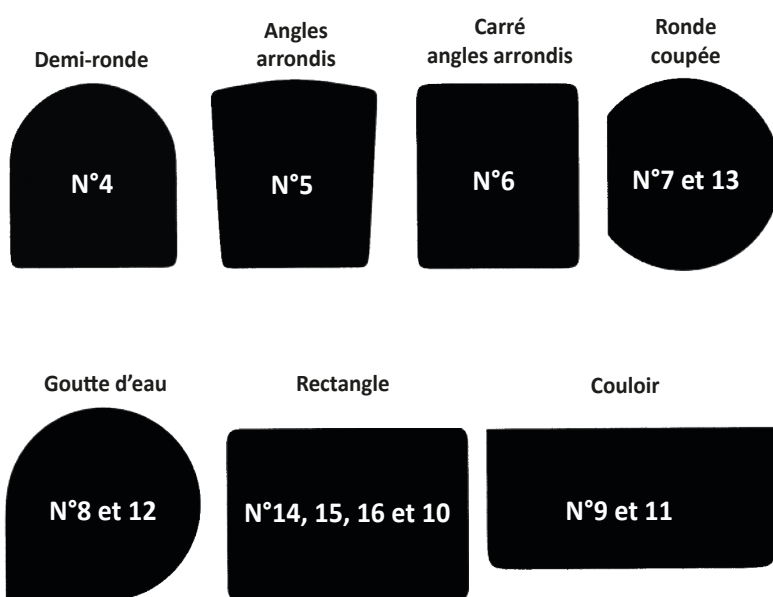 Demi-ronde
Angles
arrondis
Carré
angles arrondis
Ronde
coupée
N°4
N°5
N°6
N°7 et 13
Goutte d’eau
Rectangle
Couloir
N°8 et 12
N°14, 15, 16 et 10
N°9 et 11